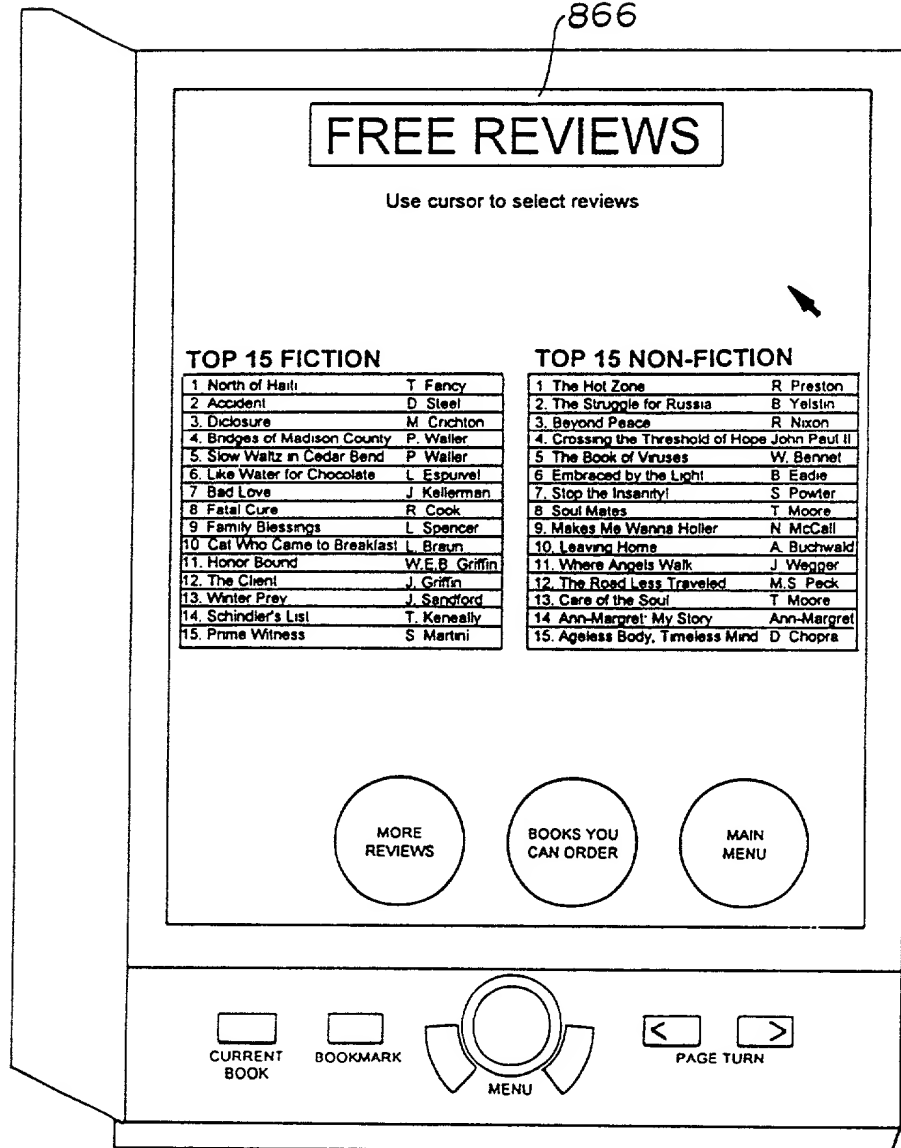 866
FREE REVIEWS
Use cursor to select reviews
TOP 15 FICTION
1 North of Haiti T Fancy
2 Accident D Steel
3. Diclosure M Crichton
4. Bridges of Madison County P. Waller
5. Slow Waltz in Cedar Bend P Waller
6. Like Water for Chocolate L Espuivel
7 Bad Love J Kellerman
8 Fatal Cure R Cook
9 Family Blessings L Spencer
10 Cat Who Came to Breakfast L. Braun
11. Honor Bound W.E.B Griffin
12. The Client J. Griffin
13. Winter Prey J. Sandford
14. Schindler's List T. Keneally
15. Prime Witness S Martini
TOP 15 NON-FICTION
1 The Hot Zone R Preston
2. The Struggle for Russia B Yelstin
3. Beyond Peace R Nixon
4. Crossing the Threshold of Hope John Paul II
5 The Book of Viruses W. Bennet
6 Embraced by the Light B Eadie
7. Stop the Insanity! S Powter
8 Soul Mates T Moore
9. Makes Me Wanna Holler N McCall
10. Leaving Home A. Buchwald
11. Where Angels Walk J Wegger
12. The Road Less Traveled M.S Peck
13. Care of the Soul T Moore
14 Ann-Margret: My Story Ann-Margret
15. Ageless Body, Timeless Mind D Chopra
MORE
REVIEWS
BOOKS YOU
CAN ORDER
MAIN
MENU
CURRENT
BOOK
BOOKMARK
MENU
< >
PAGE TURN